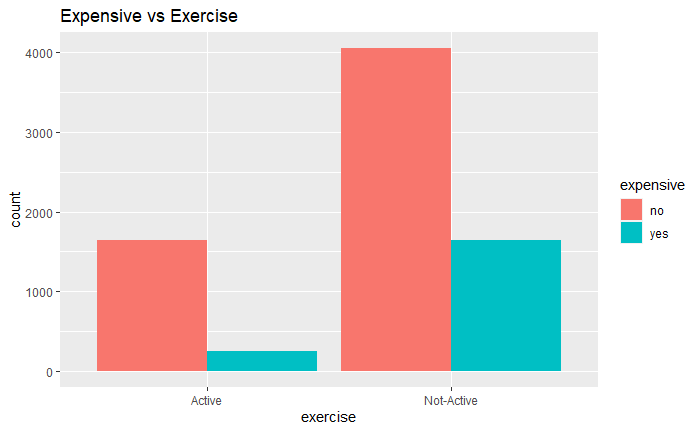 Expensive vs Exercise
4000
3000
2000
1000
0
count
Active
Not-Active
exercise
expensive
no
yes